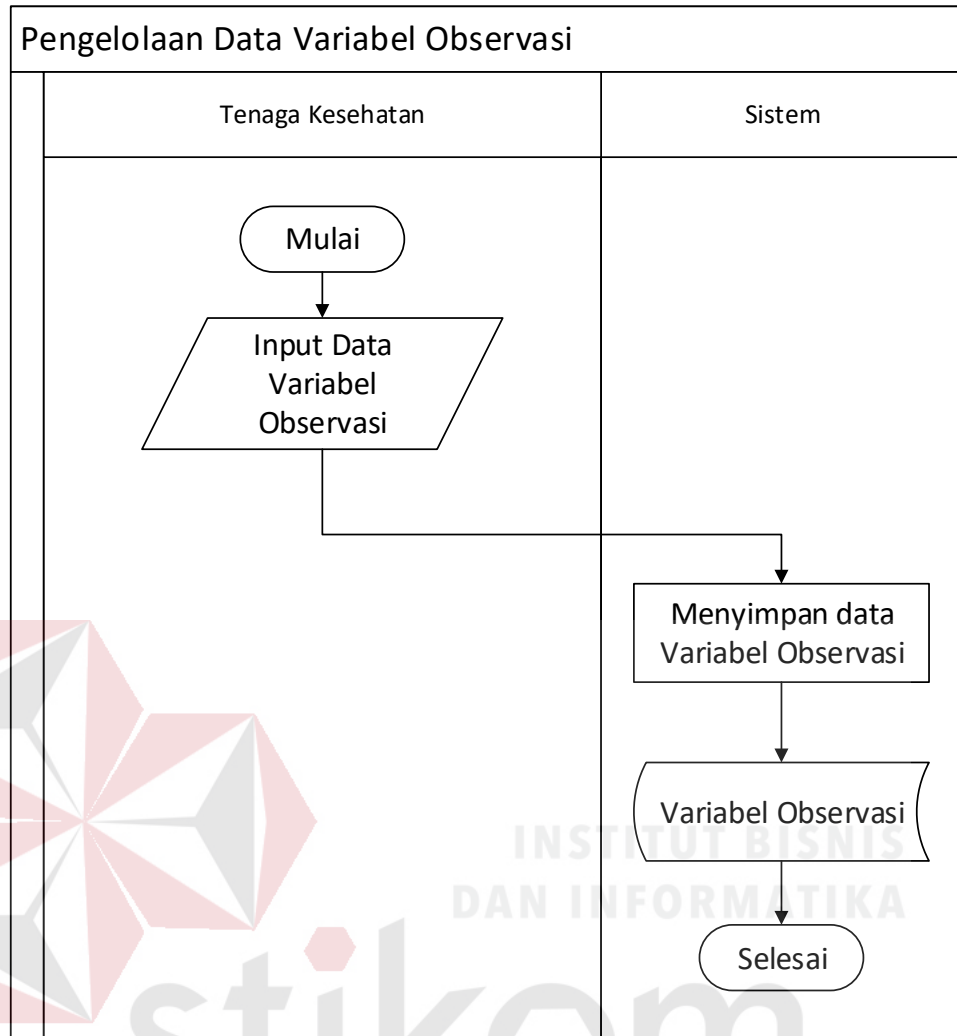 Pengelolaan Data Variabel Observasi
Tenaga Kesehatan
Sistem
Mulai
Input Data
Variabel
Observasi
Menyimpan data
Variabel Observasi
Variabel Observasi
INSTITUT BISNIS
DAN INFORMATIKA
Selesai
stikom